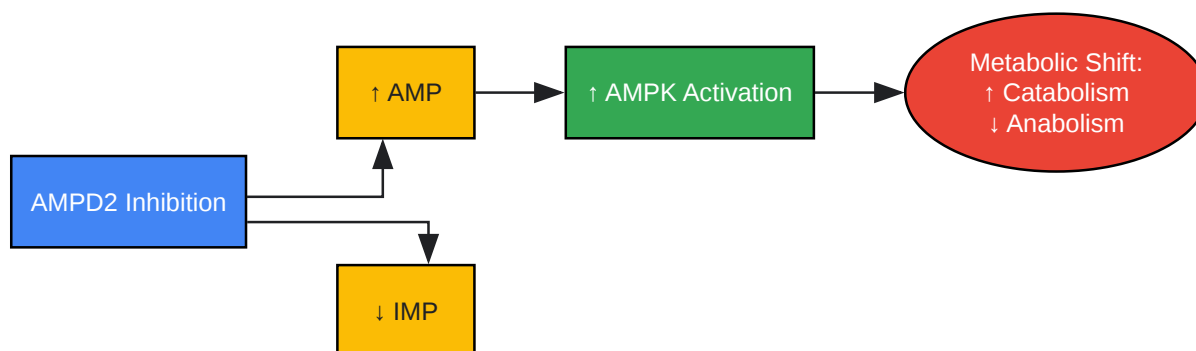 ↑ AMP
↑ AMPK Activation
Metabolic Shift:
↑ Catabolism
↓ Anabolism
AMPD2 Inhibition
↓ IMP